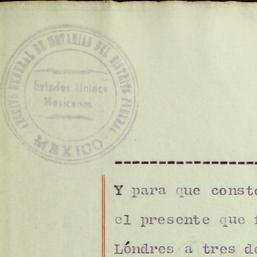 ARCHIVO GENERAL DE NOTARIAS DEL DISTRITO FEDERAL
Estados Unidos
Mexicanos
MEXICO
Y para que const
el presente que
Lóndres a tres de